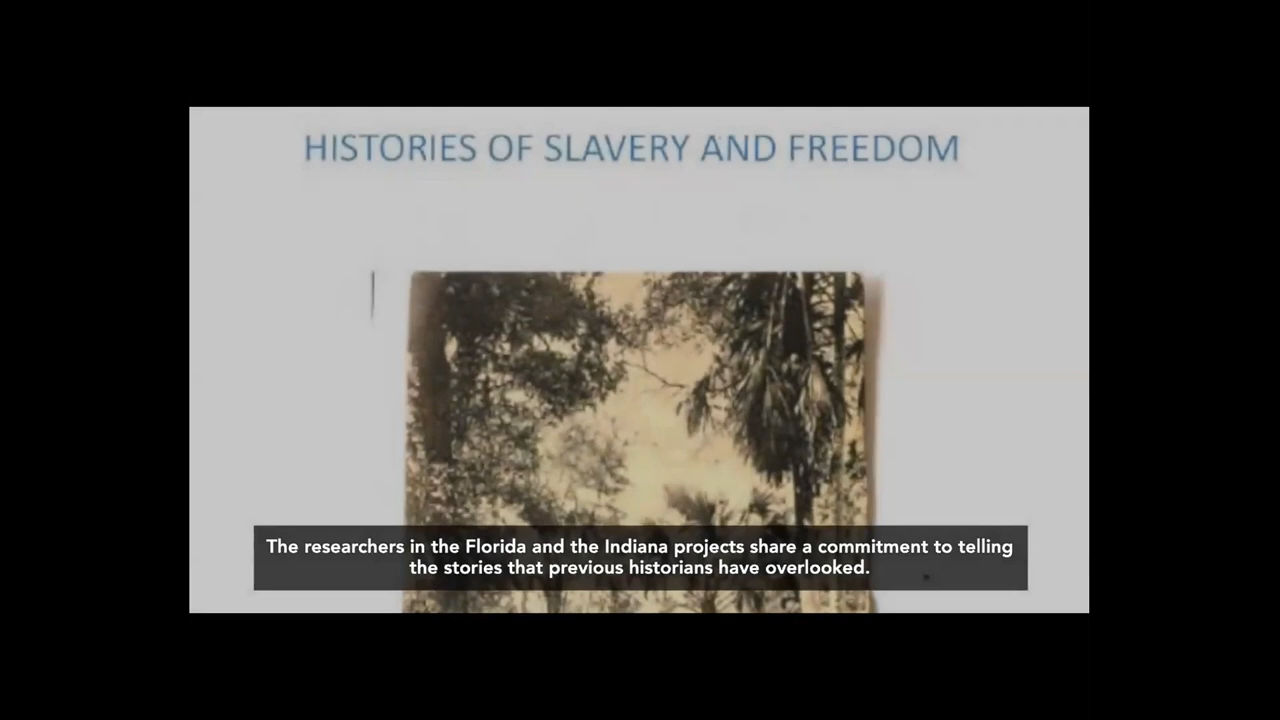 HISTORIES OF SLAVERY AND FREEDOM
The researchers in the Florida and the Indiana projects share a commitment to telling
the stories that previous historians have overlooked.